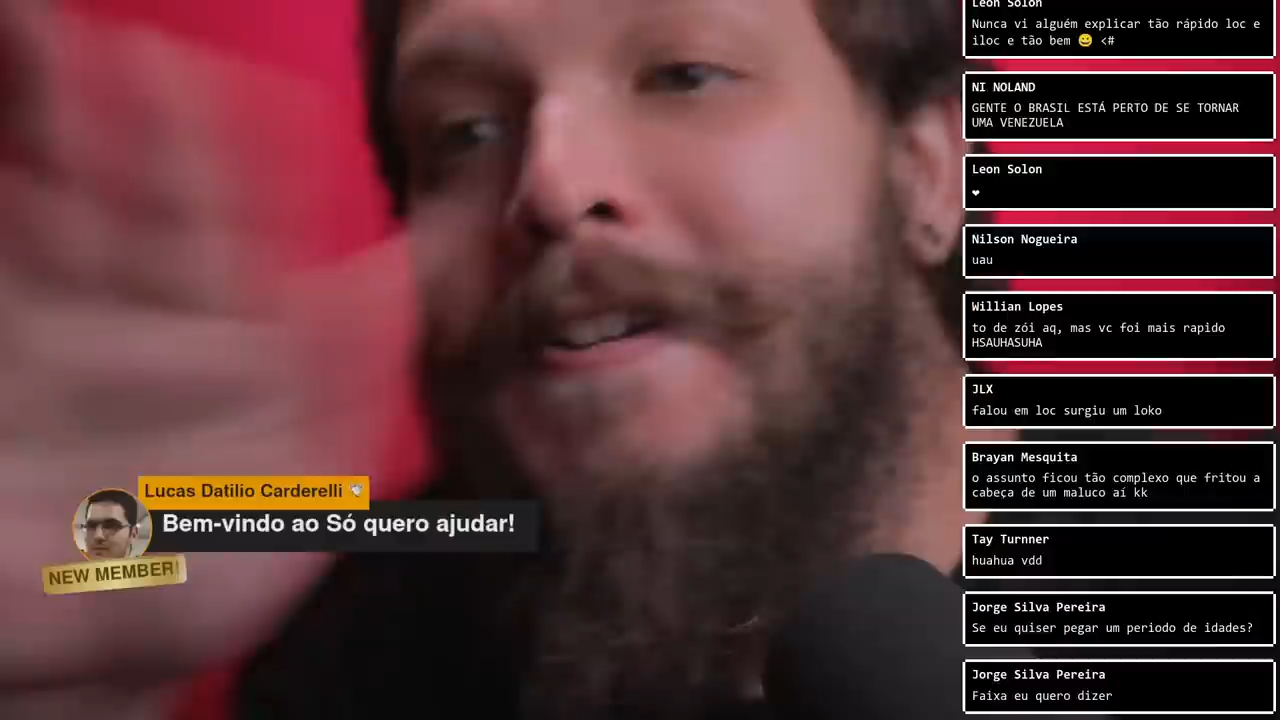 Leon Solon
Nunca vi alguém explicar tão rápido loc e
iloc e tão bem 😀 <#
NI NOLAND
GENTE O BRASIL ESTÁ PERTO DE SE TORNAR
UMA VENEZUELA
Leon Solon
❤
Nilson Nogueira
uau
Willian Lopes
to de zói aq, mas vc foi mais rapido
HSAUHASUHA
JLX
falou em loc surgiu um loko
Brayan Mesquita
o assunto ficou tão complexo que fritou a
cabeça de um maluco aí kk
Tay Turnner
huahua vdd
Jorge Silva Pereira
Se eu quiser pegar um periodo de idades?
Jorge Silva Pereira
Faixa eu quero dizer
Lucas Datilio Carderelli
Bem-vindo ao Só quero ajudar!
NEW MEMBER!